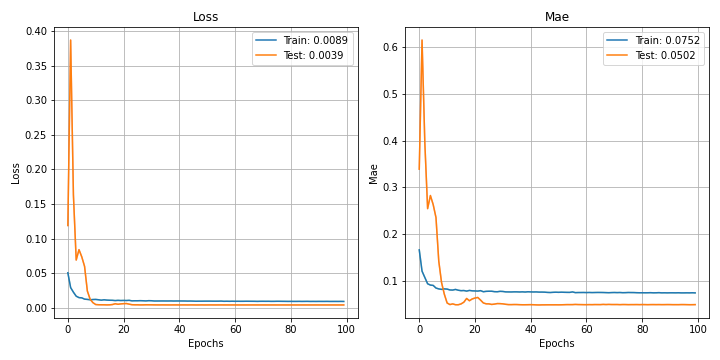 Loss
Train: 0.0089
Test: 0.0039
0.40
0.35
0.30
0.25
0.20
0.15
0.10
0.05
0.00
Loss
0 20 40 60 80 100
Epochs
Mae
Train: 0.0752
Test: 0.0502
0.6
0.5
0.4
0.3
0.2
0.1
Mae
0 20 40 60 80 100
Epochs